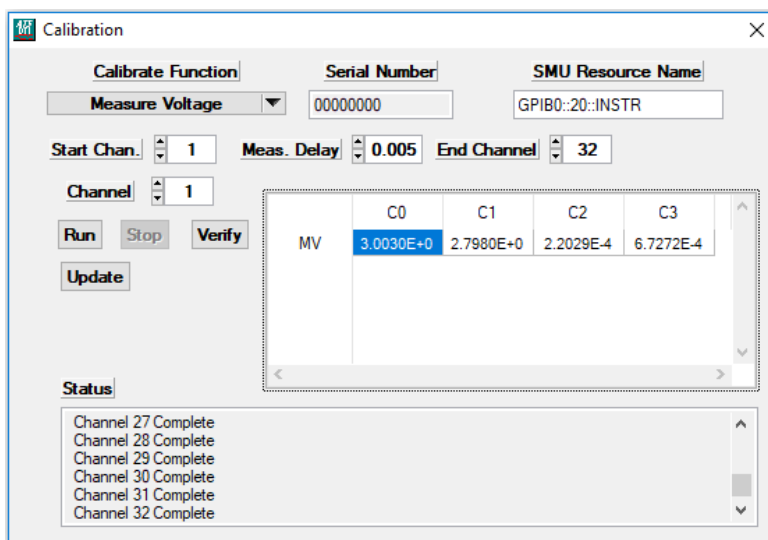 Calibration
Calibrate Function Serial Number SMU Resource Name
Measure Voltage 00000000 GPIB0::20::INSTR
Start Chan. 1 Meas. Delay 0.005 End Channel 32
Channel 1
C0 C1 C2 C3
Run Stop Verify MV 3.0030E+0 2.7980E+0 2.2029E-4 6.7272E-4
Update
Status
Channel 27 Complete
Channel 28 Complete
Channel 29 Complete
Channel 30 Complete
Channel 31 Complete
Channel 32 Complete